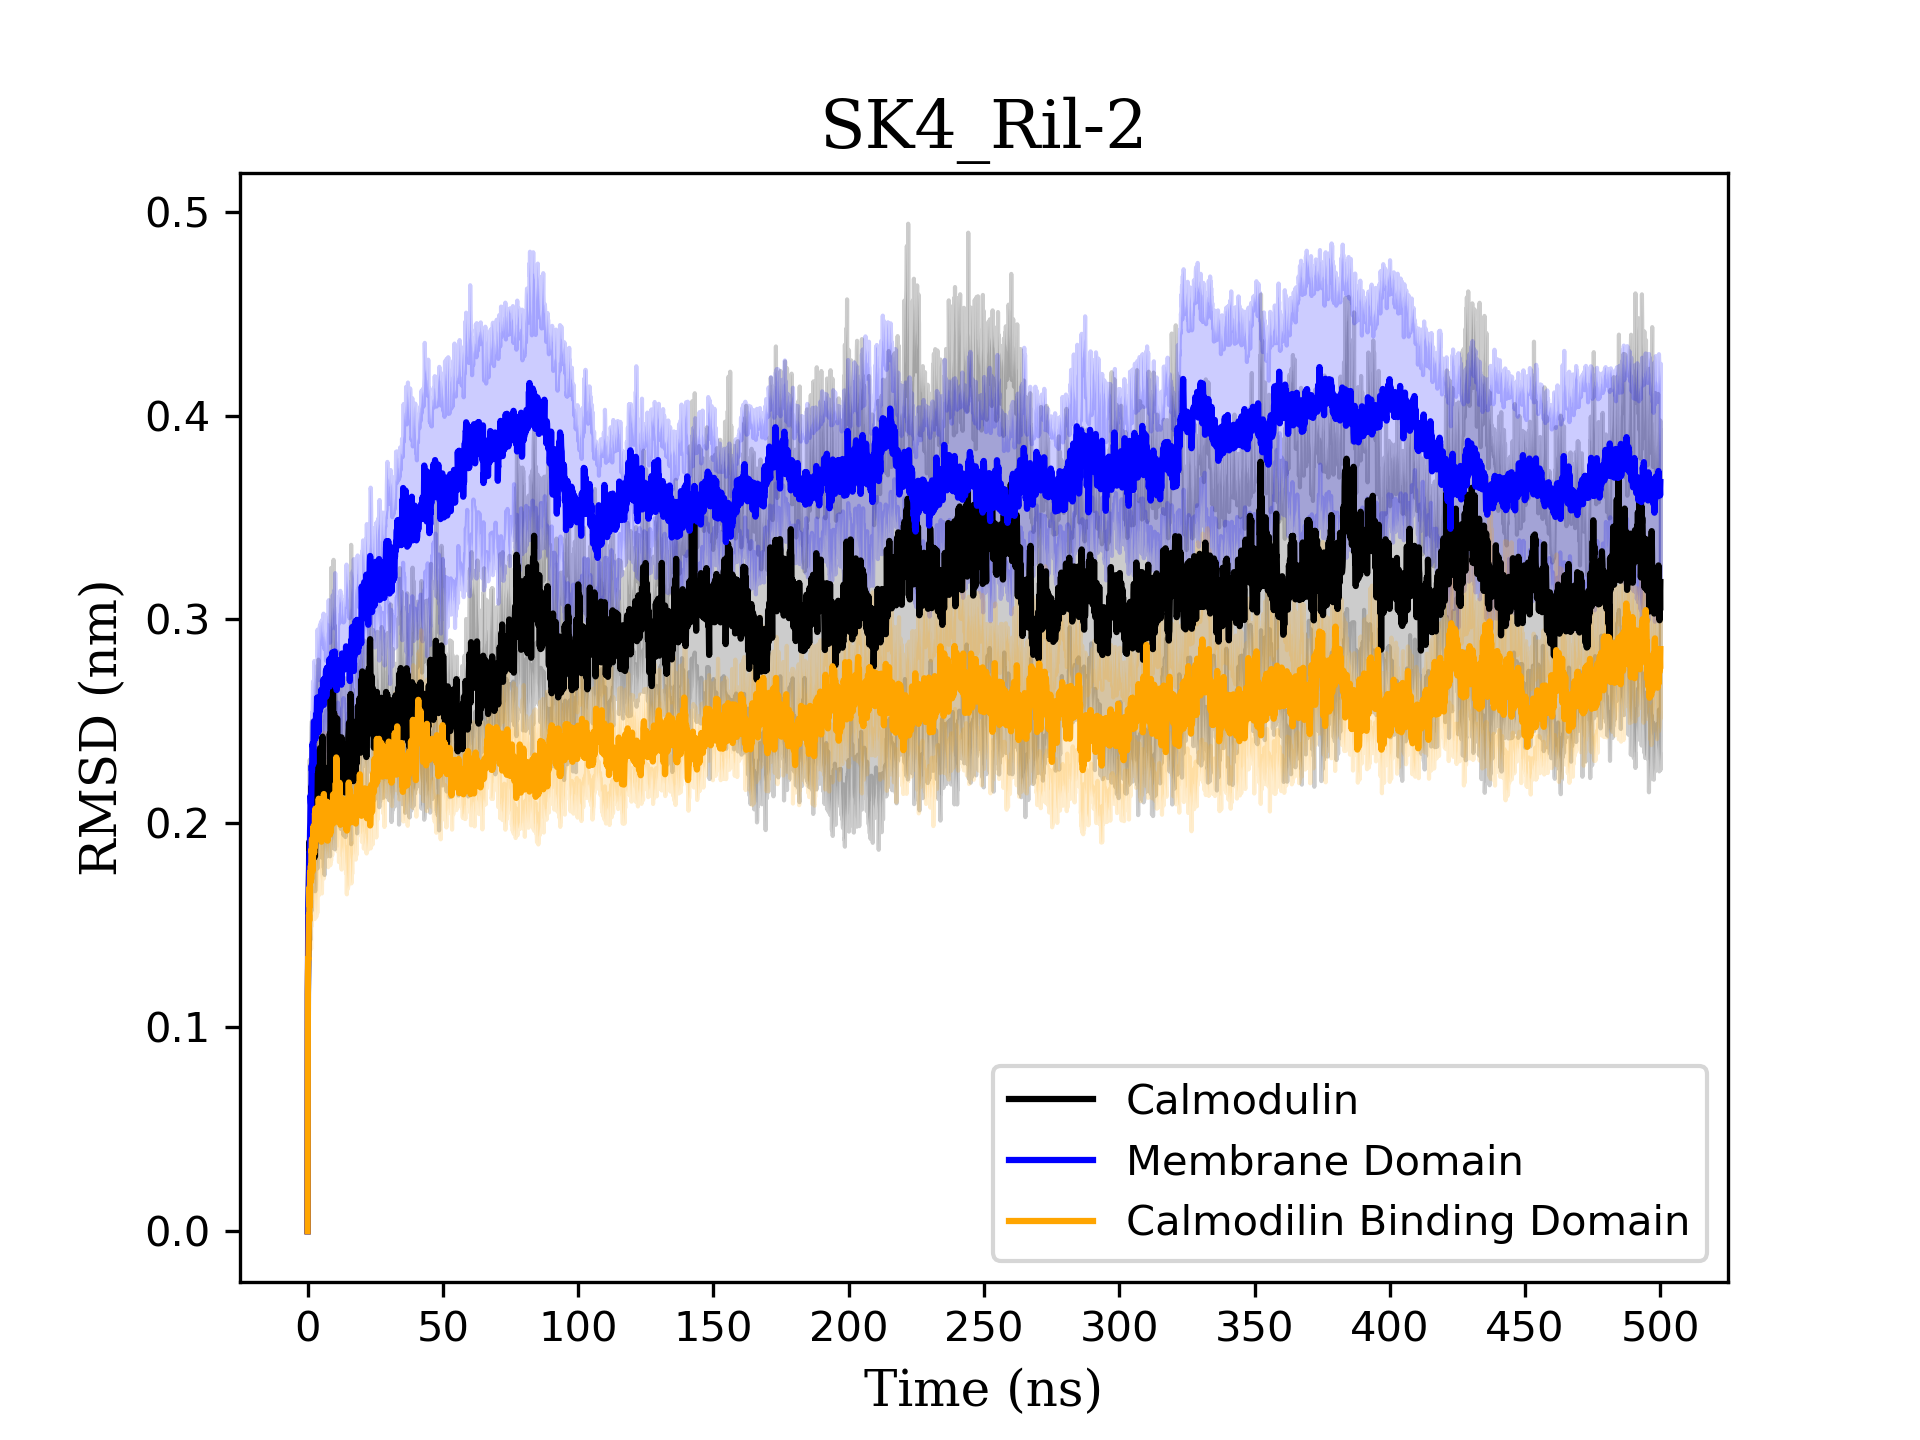 SK4_Ril-2
RMSD (nm)
0.5
0.4
0.3
0.2
0.1
0.0
Calmodulin
Membrane Domain
Calmodilin Binding Domain
0 50 100 150 200 250 300 350 400 450 500
Time (ns)